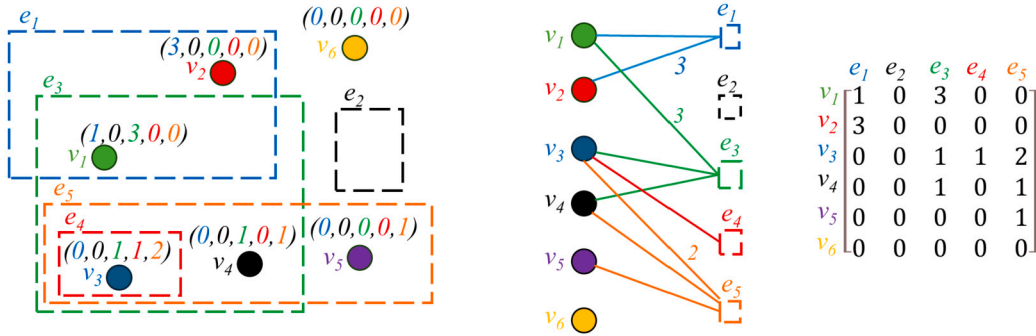 e1
(3,0,0,0,0)
v2
(0,0,0,0,0)
v6
e3
e2
(1,0,3,0,0)
v1
e5
e4
(0,0,1,1,2)
v3
(0,0,1,0,1)
v4
(0,0,0,0,1)
v5
v1
e1
3
v2
e2
3
v3
e3
v4
e4
v5
2
e5
v6
e1 e2 e3 e4 e5
v1 1 0 3 0 0
v2 3 0 0 0 0
v3 0 0 1 1 2
v4 0 0 1 0 1
v5 0 0 0 0 1
v6 0 0 0 0 0